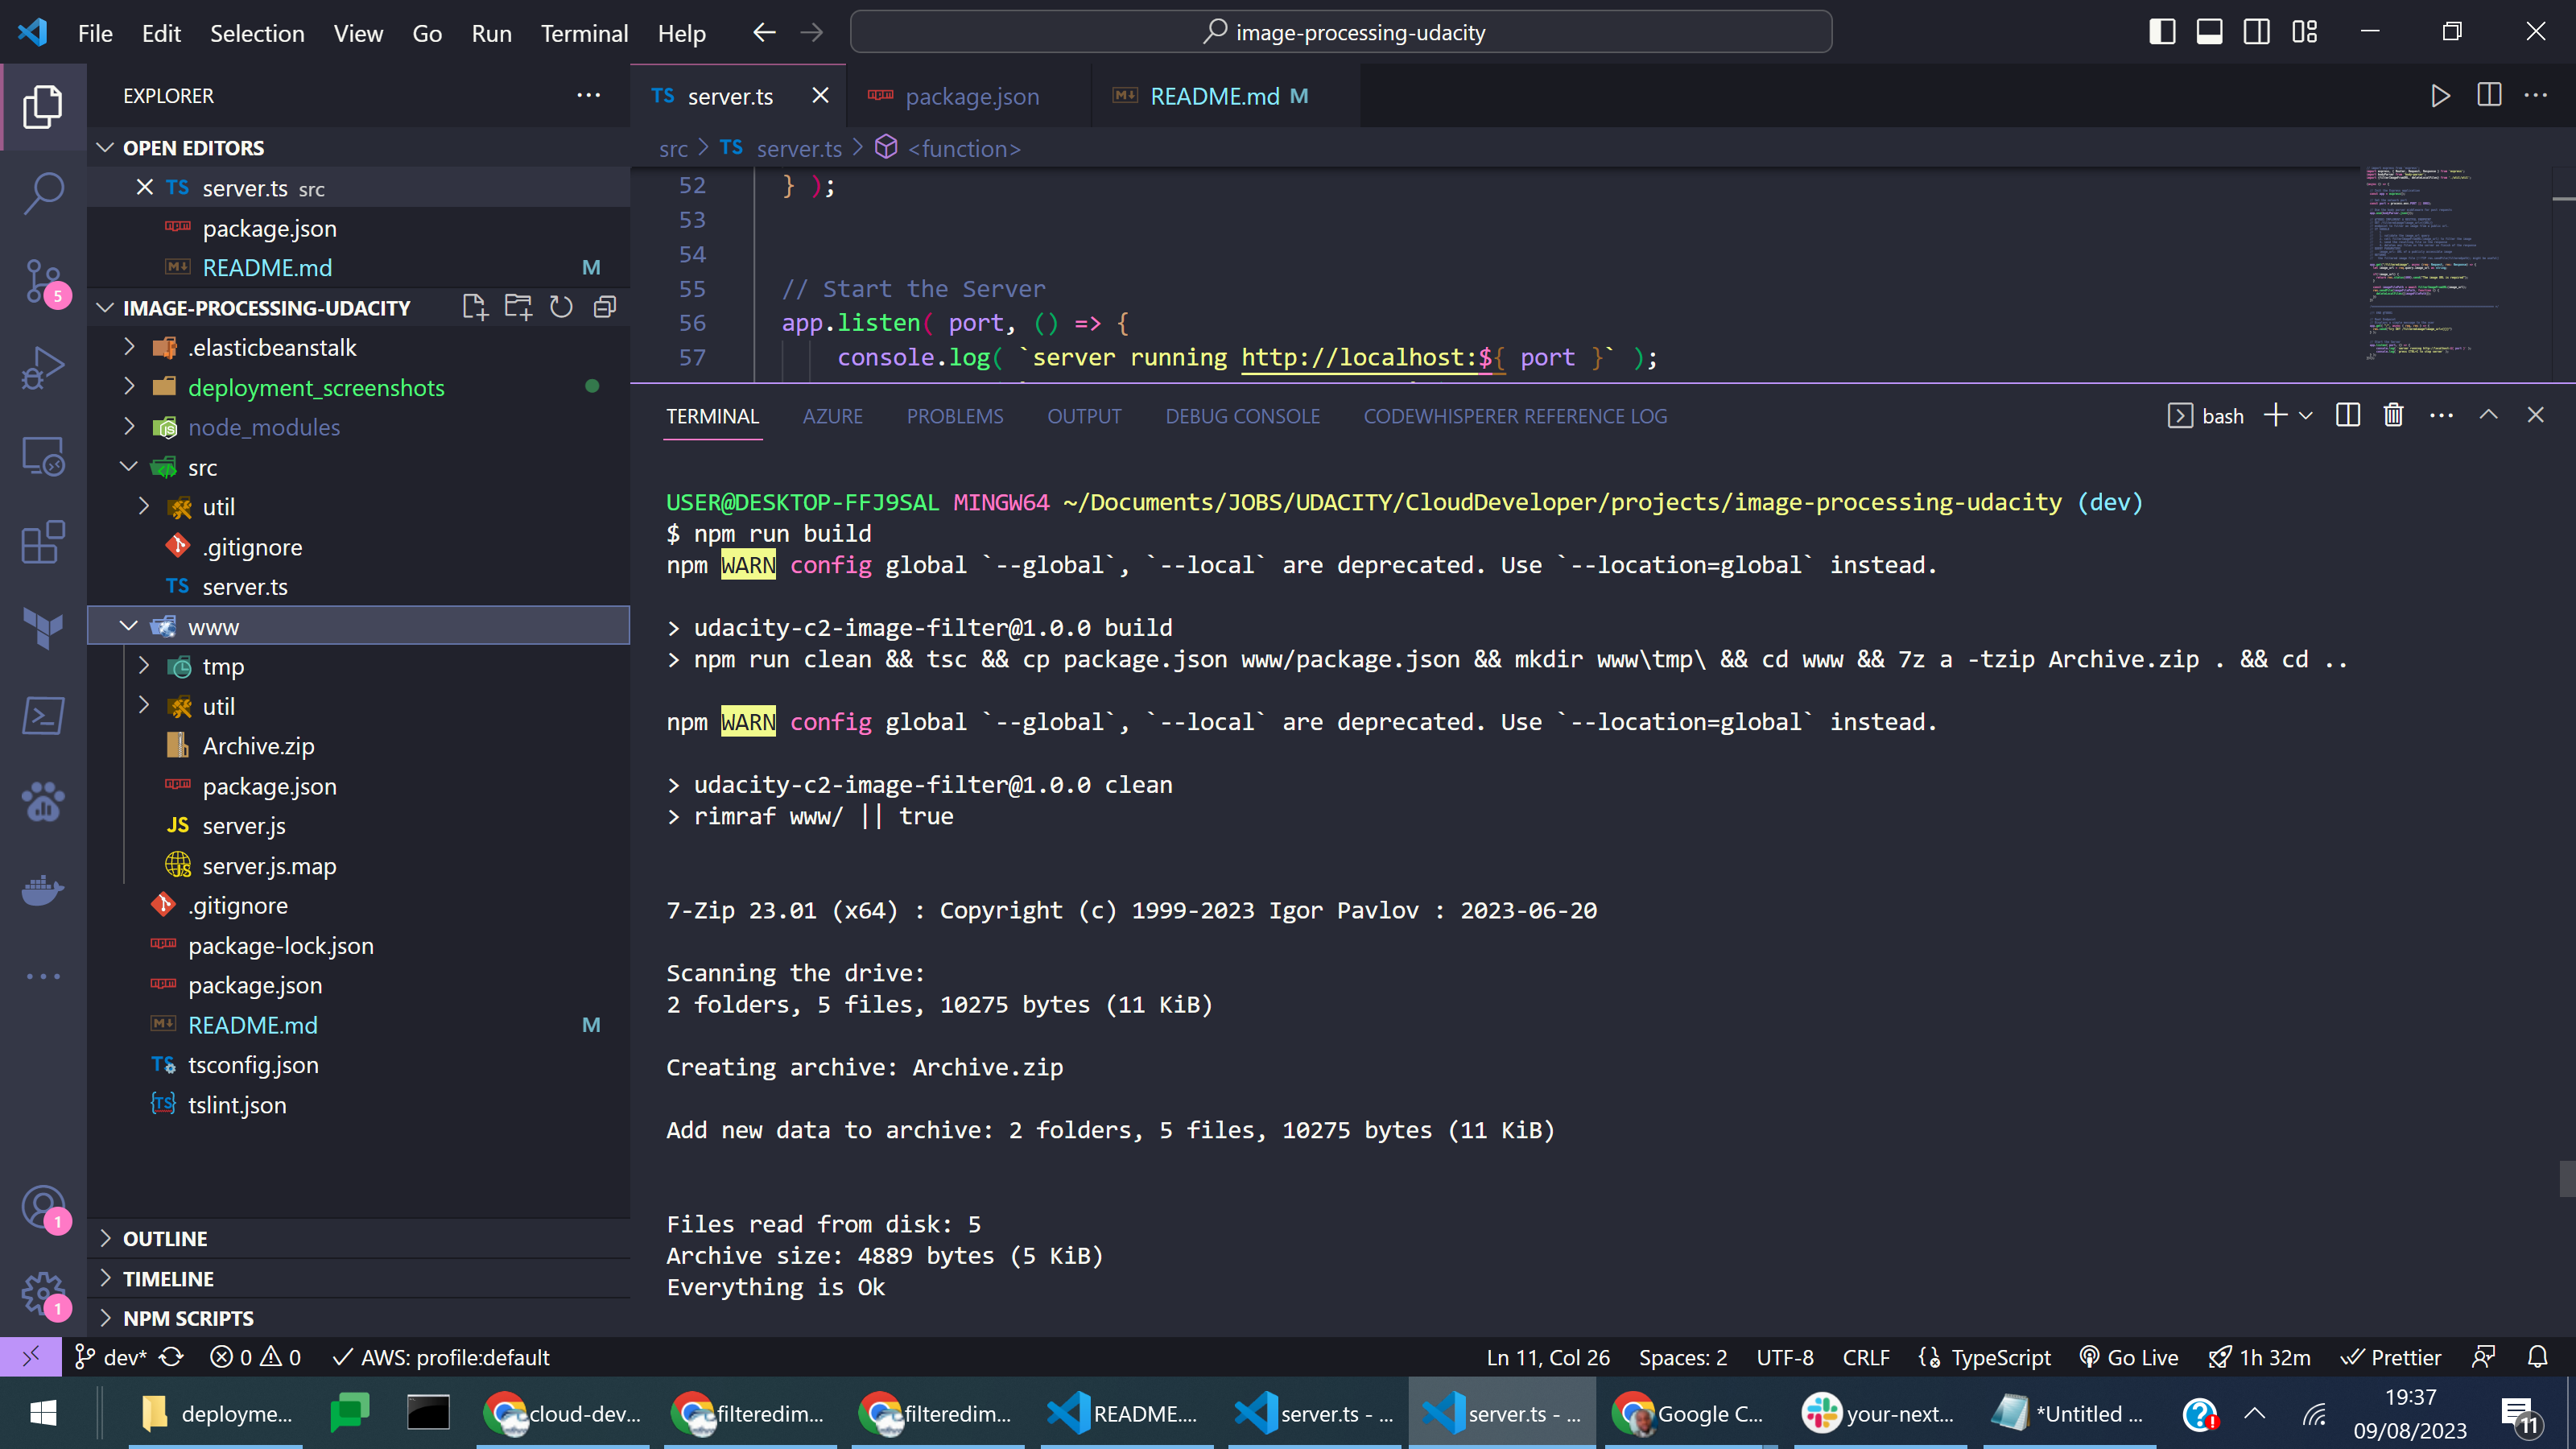 File Edit Selection View Go Run Terminal Help
image-processing-udacity
EXPLORER
OPEN EDITORS
TS server.ts src
package.json
README.md M
IMAGE-PROCESSING-UDACITY
.elasticbeanstalk
deployment_screenshots
node_modules
src
util
.gitignore
TS server.ts
www
tmp
util
Archive.zip
package.json
JS server.js
server.js.map
.gitignore
package-lock.json
package.json
README.md M
tsconfig.json
tslint.json
OUTLINE
TIMELINE
NPM SCRIPTS
5
1
1
TS server.ts
package.json
README.md M
src > TS server.ts > <function>
52 } );
53
54
55 // Start the Server
56 app.listen( port, () => {
57 console.log( `server running http://localhost:${ port }` );
TERMINAL AZURE PROBLEMS OUTPUT DEBUG CONSOLE CODEWHISPERER REFERENCE LOG bash
USER@DESKTOP-FFJ9SAL MINGW64 ~/Documents/JOBS/UDACITY/CloudDeveloper/projects/image-processing-udacity (dev)
$ npm run build
npm WARN config global `--global`, `--local` are deprecated. Use `--location=global` instead.
> udacity-c2-image-filter@1.0.0 build
> npm run clean && tsc && cp package.json www/package.json && mkdir www\tmp\ && cd www && 7z a -tzip Archive.zip . && cd ..
npm WARN config global `--global`, `--local` are deprecated. Use `--location=global` instead.
> udacity-c2-image-filter@1.0.0 clean
> rimraf www/ || true
7-Zip 23.01 (x64) : Copyright (c) 1999-2023 Igor Pavlov : 2023-06-20
Scanning the drive:
2 folders, 5 files, 10275 bytes (11 KiB)
Creating archive: Archive.zip
Add new data to archive: 2 folders, 5 files, 10275 bytes (11 KiB)
Files read from disk: 5
Archive size: 4889 bytes (5 KiB)
Everything is Ok
dev* 0 0 AWS: profile:default
Ln 11, Col 26 Spaces: 2 UTF-8 CRLF TypeScript Go Live 1h 32m Prettier
deployme... cloud-dev... filteredim... filteredim... README.... server.ts - ... server.ts - ... Google C... your-next... *Untitled ...
19:37
09/08/2023
11